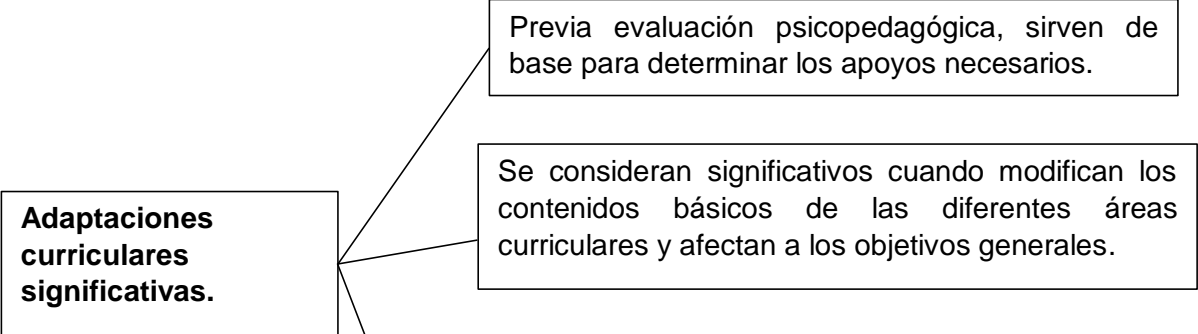 Previa evaluación psicopedagógica, sirven de
base para determinar los apoyos necesarios.
Se consideran significativos cuando modifican los
contenidos básicos de las diferentes áreas
curriculares y afectan a los objetivos generales.
Adaptaciones
curriculares
significativas.